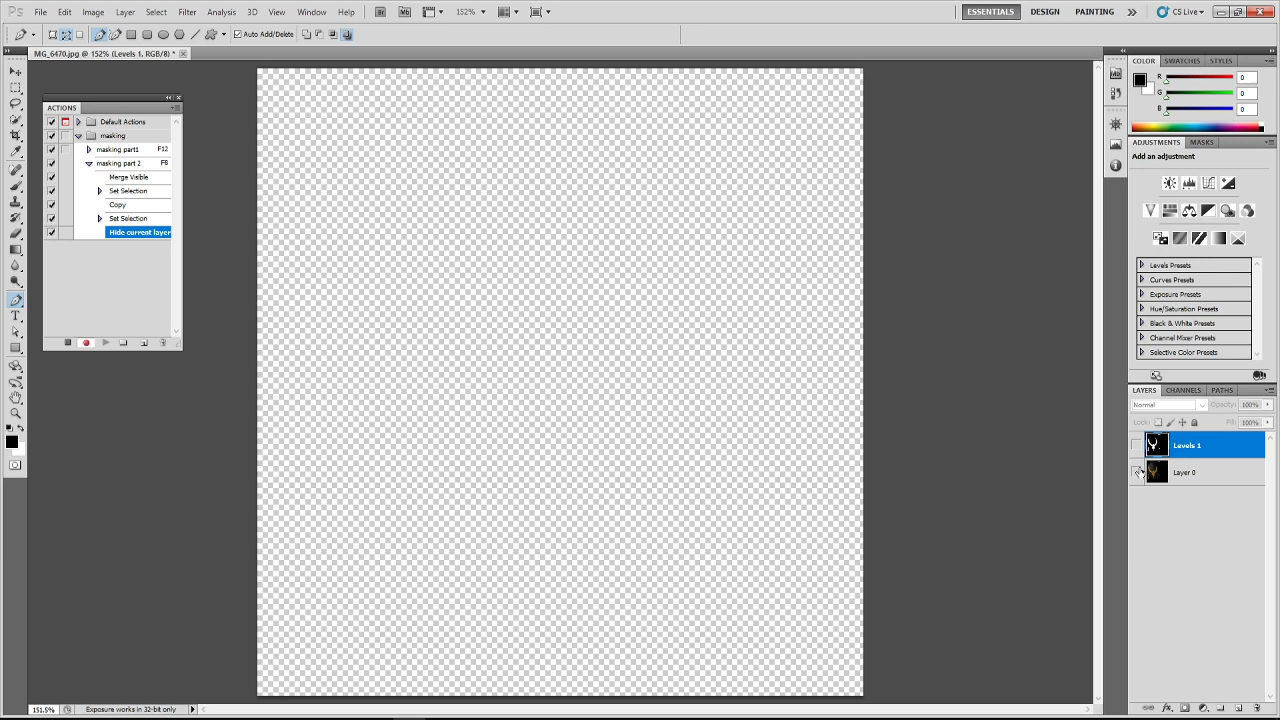 Ps File Edit Image Layer Select Filter Analysis 3D View Window Help Br Mb 152% ESSENTIALS DESIGN PAINTING CS Live
Auto Add/Delete
MG_6470.jpg @ 152% (Levels 1, RGB/8) *
ACTIONS
Default Actions
masking
masking part1 F12
masking part 2 F8
Merge Visible
Set Selection
Copy
Set Selection
Hide current layer
COLOR SWATCHES STYLES
R 0
G 0
B 0
ADJUSTMENTS MASKS
Add an adjustment
Levels Presets
Curves Presets
Exposure Presets
Hue/Saturation Presets
Black & White Presets
Channel Mixer Presets
Selective Color Presets
LAYERS CHANNELS PATHS
Normal Opacity: 100%
Lock: Fill: 100%
Levels 1
Layer 0
151.5% Exposure works in 32-bit only